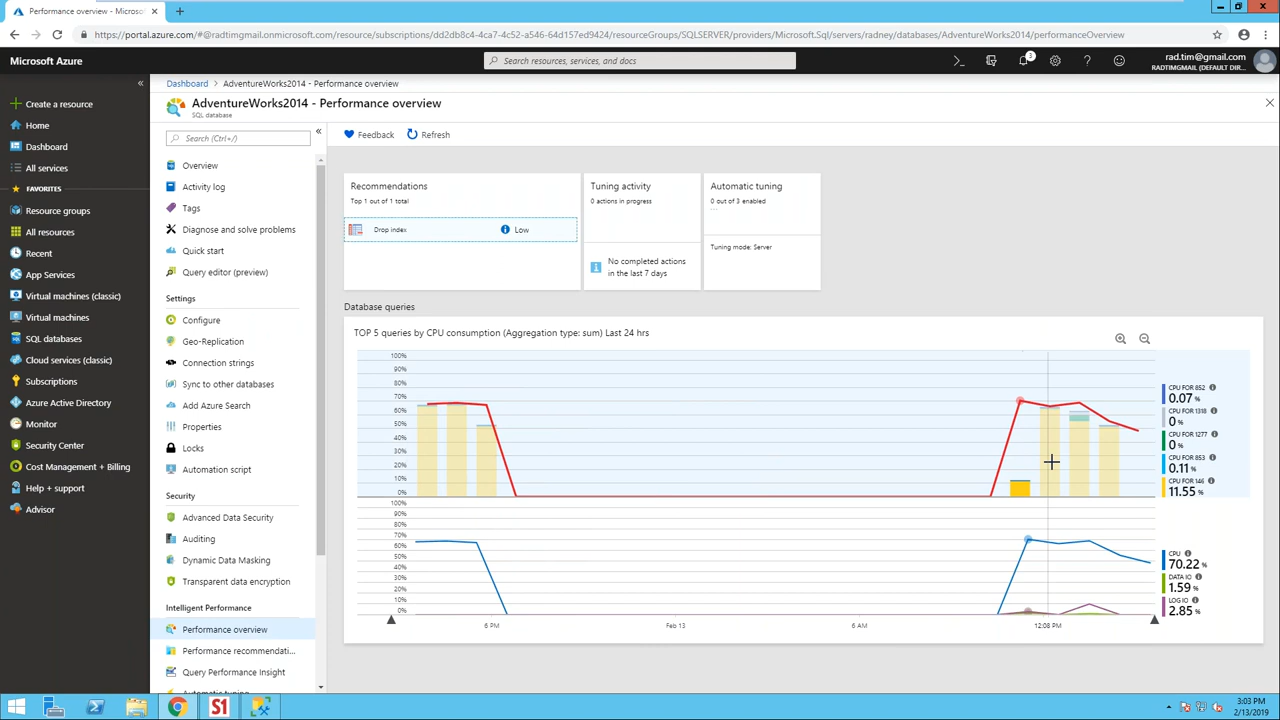 Performance overview - Microsof
https://portal.azure.com/#@radtimgmail.onmicrosoft.com/resource/subscriptions/dd2db8c4-4ca7-4c52-a546-64d157ed9424/resourceGroups/SQLSERVER/providers/Microsoft.Sql/servers/radney/databases/AdventureWorks2014/performanceOverview
Microsoft Azure
Search resources, services, and docs
3
rad.tim@gmail.com
RADTIMGMAIL (DEFAULT DIR...
Create a resource
Home
Dashboard
All services
FAVORITES
Resource groups
All resources
Recent
App Services
Virtual machines (classic)
Virtual machines
SQL databases
Cloud services (classic)
Subscriptions
Azure Active Directory
Monitor
Security Center
Cost Management + Billing
Help + support
Advisor
Dashboard > AdventureWorks2014 - Performance overview
AdventureWorks2014 - Performance overview
SQL database
Search (Ctrl+/)
Overview
Activity log
Tags
Diagnose and solve problems
Quick start
Query editor (preview)
Settings
Configure
Geo-Replication
Connection strings
Sync to other databases
Add Azure Search
Properties
Locks
Automation script
Security
Advanced Data Security
Auditing
Dynamic Data Masking
Transparent data encryption
Intelligent Performance
Performance overview
Performance recommendati...
Query Performance Insight
Automatic tuning
Feedback
Refresh
Recommendations
Top 1 out of 1 total
Drop index
Low
Tuning activity
0 actions in progress
No completed actions
in the last 7 days
Automatic tuning
0 out of 3 enabled
Tuning mode: Server
Database queries
TOP 5 queries by CPU consumption (Aggregation type: sum) Last 24 hrs
100%
90%
80%
70%
60%
50%
40%
30%
20%
10%
0%
CPU FOR 852
0.07 %
CPU FOR 1318
0 %
CPU FOR 1277
0 %
CPU FOR 853
0.11 %
CPU FOR 146
11.55 %
100%
90%
80%
70%
60%
50%
40%
30%
20%
10%
0%
CPU
70.22 %
DATA IO
1.59 %
LOG IO
2.85 %
6 PM
Feb 13
6 AM
12:08 PM
S1
3:03 PM
2/13/2019